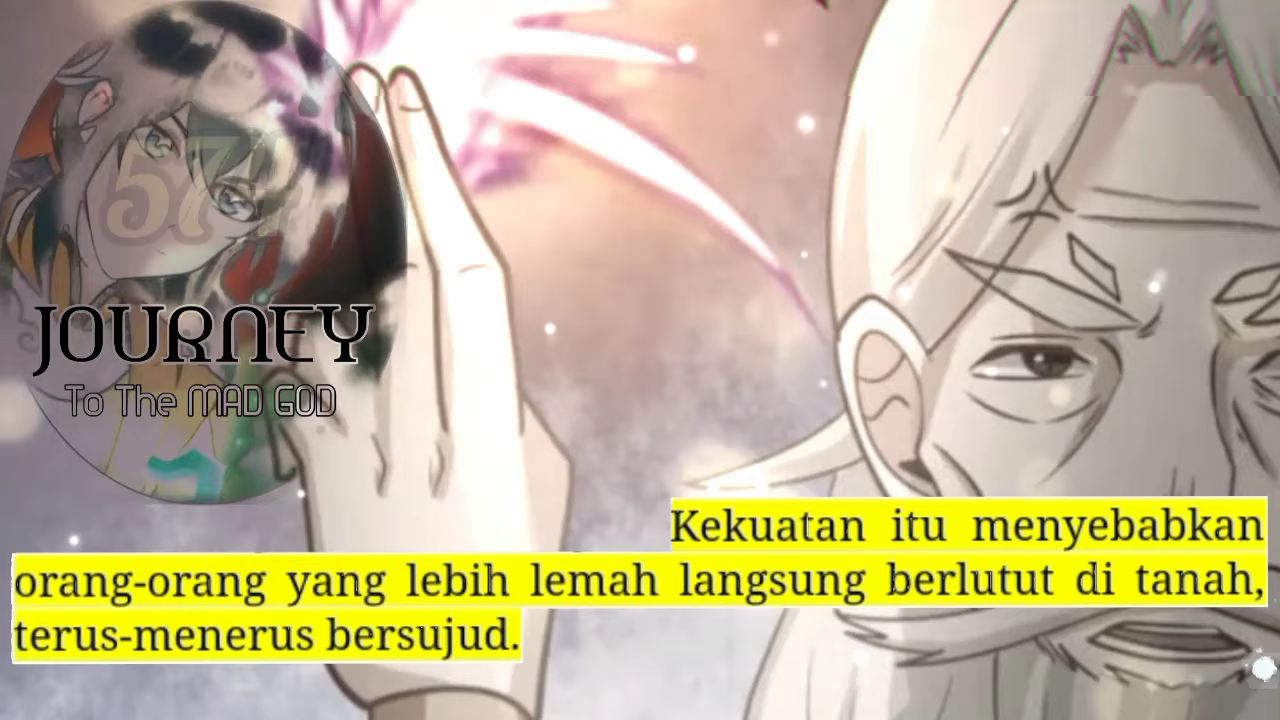 JOURNEY
To The MAD GOD
Kekuatan itu menyebabkan
orang-orang yang lebih lemah langsung berlutut di tanah,
terus-menerus bersujud.